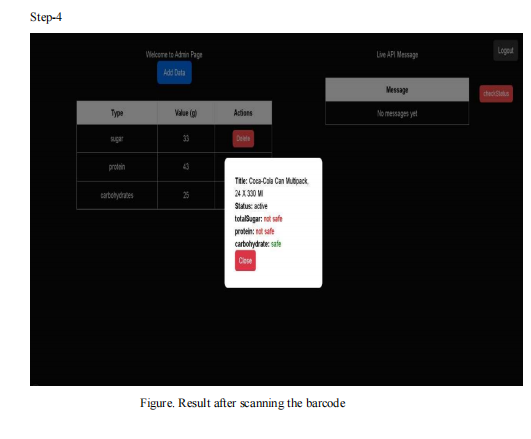 Step-4
Welcome to Admin Page
Add Data
Type Value (g) Actions
sugar 33 Delete
protein 43
carbohydrates 25
Live API Message
Logout
Message
checkStatus
No messages yet
Title: Coca-Cola Can Multipack,
24 X 330 Ml
Status: active
totalSugar: not safe
protein: not safe
carbohydrate: safe
Close
Figure. Result after scanning the barcode